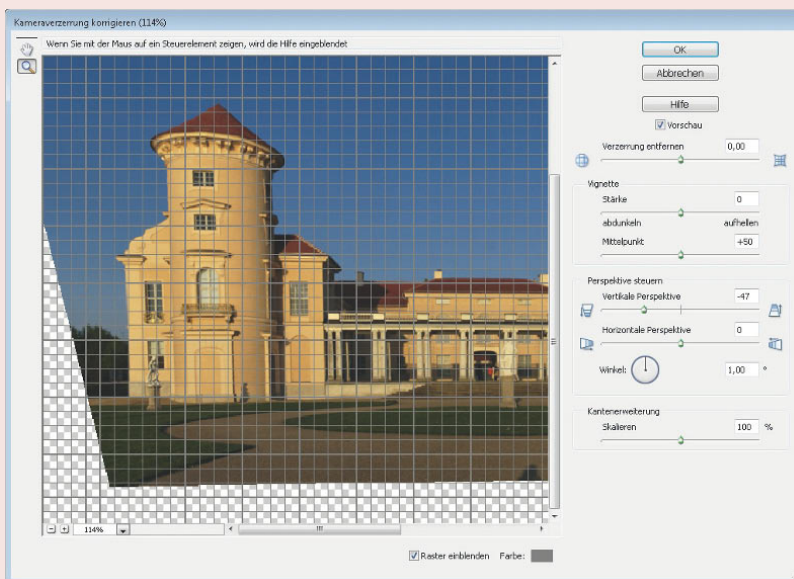 Kameraverzerrung korrigieren (114%)
Wenn Sie mit der Maus auf ein Steuerelement zeigen, wird die Hilfe eingeblendet
OK
Abbrechen
Hilfe
Vorschau
Verzerrung entfernen 0,00
Vignette
Stärke 0
abdunkeln aufhellen
Mittelpunkt +50
Perspektive steuern
Vertikale Perspektive -47
Horizontale Perspektive 0
Winkel: 1,00 °
Kantenerweiterung
Skalieren 100 %
114%
Raster einblenden Farbe: